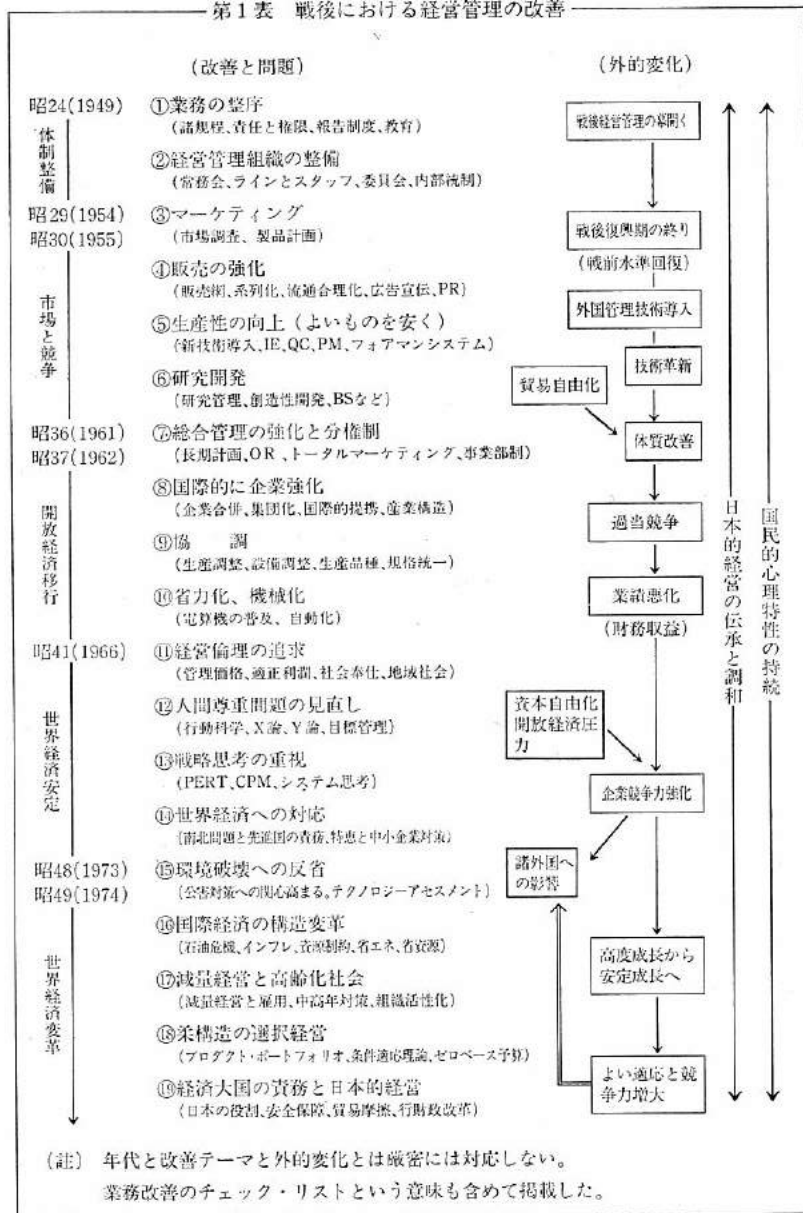 第1表 戦後における経営管理の改善
(改善と問題)
(外的変化)
昭24(1949)
体制整備
昭29(1954)
昭30(1955)
市場と競争
昭36(1961)
昭37(1962)
開放経済移行
昭41(1966)
世界経済安定
昭48(1973)
昭49(1974)
世界経済変革
①業務の整序
(諸規程、責任と権限、報告制度、教育)
②経営管理組織の整備
(常務会、ラインとスタッフ、委員会、内部統制)
③マーケティング
(市場調査、製品計画)
④販売の強化
(販売網、系列化、流通合理化、広告宣伝、PR)
⑤生産性の向上(よいものを安く)
(新技術導入、IE、QC、PM、フォアマンシステム)
⑥研究開発
(研究管理、創造性開発、BSなど)
⑦総合管理の強化と分権制
(長期計画、OR、トータルマーケティング、事業部制)
⑧国際的に企業強化
(企業合併、集団化、国際的提携、産業構造)
⑨協 調
(生産調整、設備調整、生産品種、規格統一)
⑩省力化、機械化
(電算機の普及、自動化)
⑪経営倫理の追求
(管理価格、適正利潤、社会奉仕、地域社会)
⑫人間尊重問題の見直し
(行動科学、X論、Y論、目標管理)
⑬戦略思考の重視
(PERT、CPM、システム思考)
⑭世界経済への対応
(南北問題と先進国の責務、特恵と中小企業対策)
⑮環境破壊への反省
(公害対策への関心高まる。テクノロジーアセスメント)
⑯国際経済の構造変革
(石油危機、インフレ、資源制約、省エネ、省資源)
⑰減量経営と高齢化社会
(減量経営と雇用、中高年対策、組織活性化)
⑱柔構造の選択経営
(プロダクト・ポートフォリオ、条件適応理論、ゼロベース予算)
⑲経済大国の責務と日本的経営
(日本の役割、安全保障、貿易摩擦、行財政改革)
戦後経営管理の幕開く
戦後復興期の終り
(戦前水準回復)
外国管理技術導入
技術革新
貿易自由化
体質改善
過当競争
業績悪化
(財務収益)
資本自由化
開放経済圧
力
企業競争力強化
諸外国へ
の影響
高度成長から
安定成長へ
よい適応と競
争力増大
日本的経営の伝承と調和
国民的心理特性の持続
(註) 年代と改善テーマと外的変化とは厳密には対応しない。
業務改善のチェック・リストという意味も含めて掲載した。